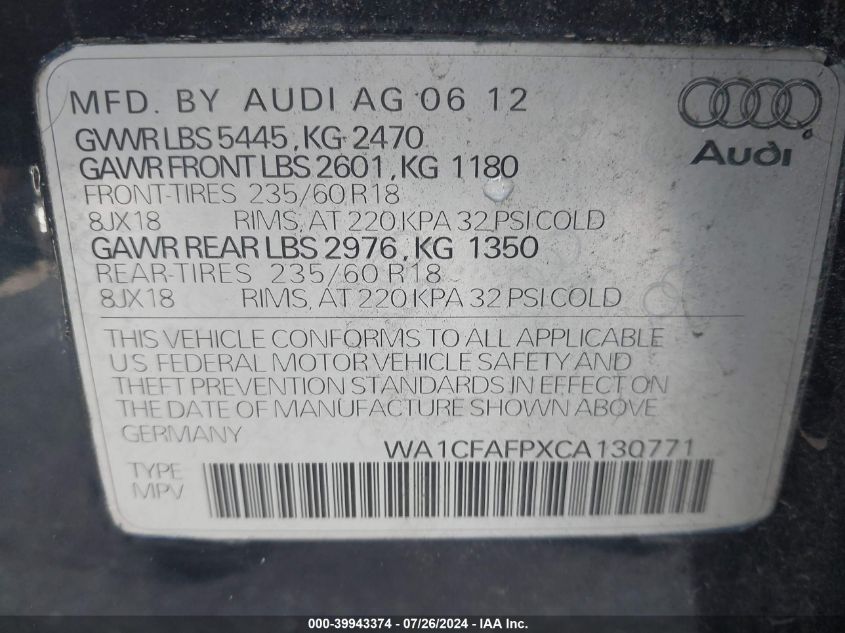 MFD. BY AUDI AG 06 12
GVWR LBS 5445, KG 2470
GAWR FRONT LBS 2601, KG 1180
FRONT-TIRES 235/60 R18
8JX18 RIMS, AT 220 KPA 32 PSI COLD
GAWR REAR LBS 2976, KG 1350
REAR-TIRES 235/60 R18
8JX18 RIMS, AT 220 KPA 32 PSI COLD
Audi
THIS VEHICLE CONFORMS TO ALL APPLICABLE
US FEDERAL MOTOR VEHICLE SAFETY AND
THEFT PREVENTION STANDARDS IN EFFECT ON
THE DATE OF MANUFACTURE SHOWN ABOVE.
GERMANY
WA1CFAFPXCA130771
TYPE
MPV
000-39943374 - 07/26/2024 - IAA Inc.